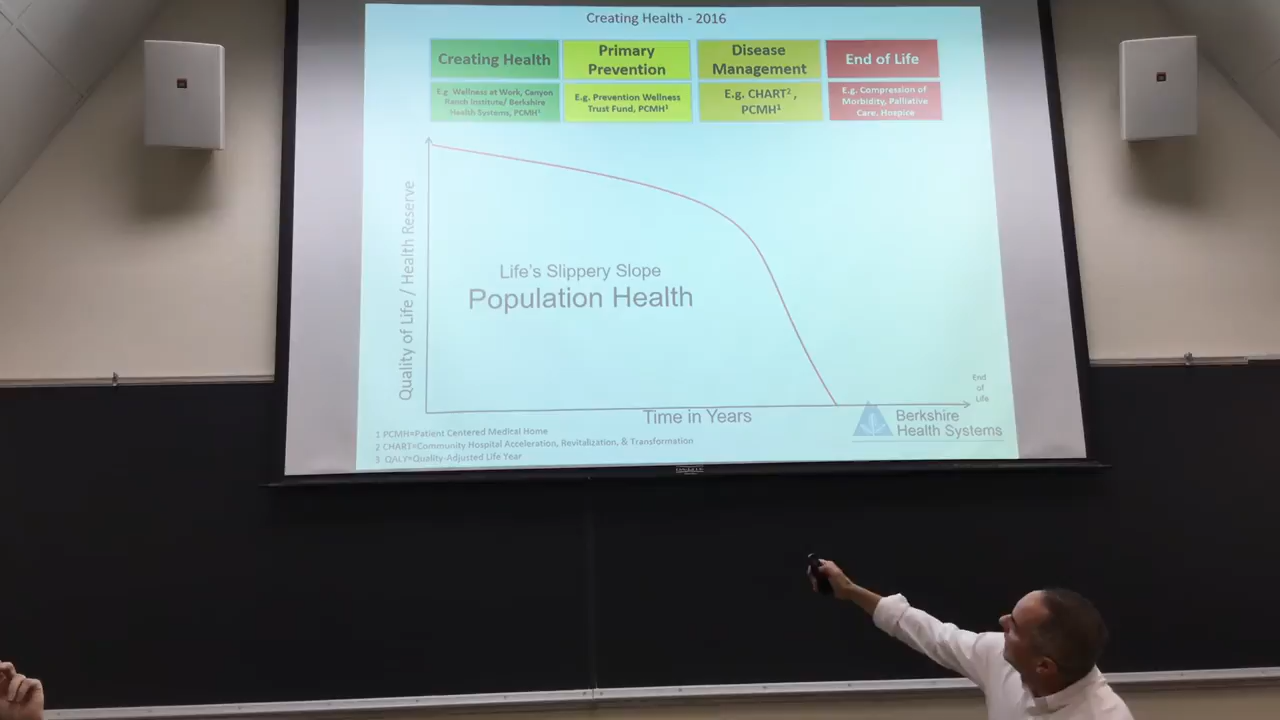 Creating Health - 2016
Creating Health
E.g. Wellness at Work, Canyon
Ranch Institute/ Berkshire
Health Systems, PCMH¹
Primary
Prevention
E.g. Prevention Wellness
Trust Fund, PCMH¹
Disease
Management
E.g. CHART²,
PCMH¹
End of Life
E.g. Compression of
Morbidity, Palliative
Care, Hospice
Quality of Life / Health Reserve
Life's Slippery Slope
Population Health
Time in Years
End
of
Life
Berkshire
Health Systems
1 PCMH=Patient Centered Medical Home
2 CHART=Community Hospital Acceleration, Revitalization, & Transformation
3 QALY=Quality-Adjusted Life Year